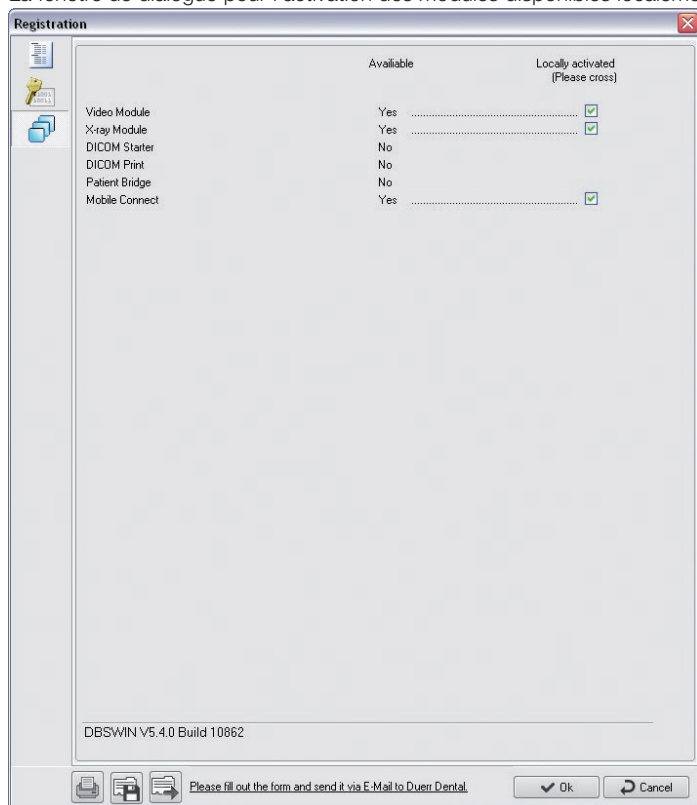 Registration
Available Locally activated
(Please cross)
Video Module Yes
X-ray Module Yes
DICOM Starter No
DICOM Print No
Patient Bridge No
Mobile Connect Yes
DBSWIN V5.4.0 Build 10862
Please fill out the form and send it via E-Mail to Duerr Dental.
Ok Cancel